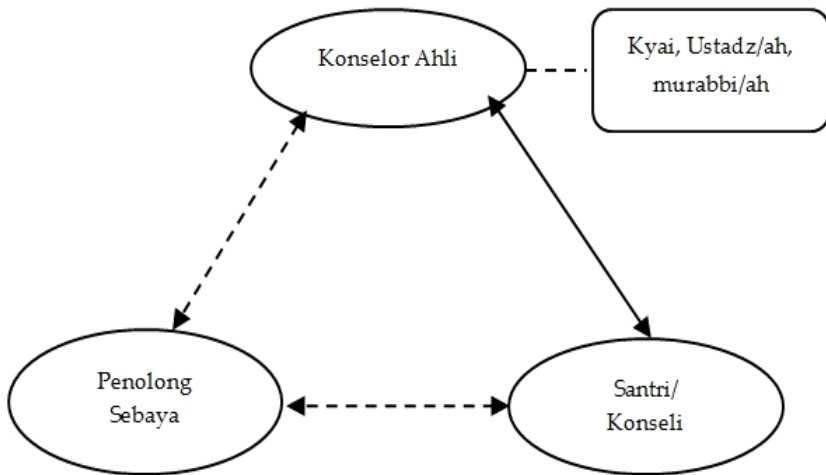 Konselor Ahli
Kyai, Ustadz/ah,
murabbi/ah
Penolong
Sebaya
Santri/
Konseli